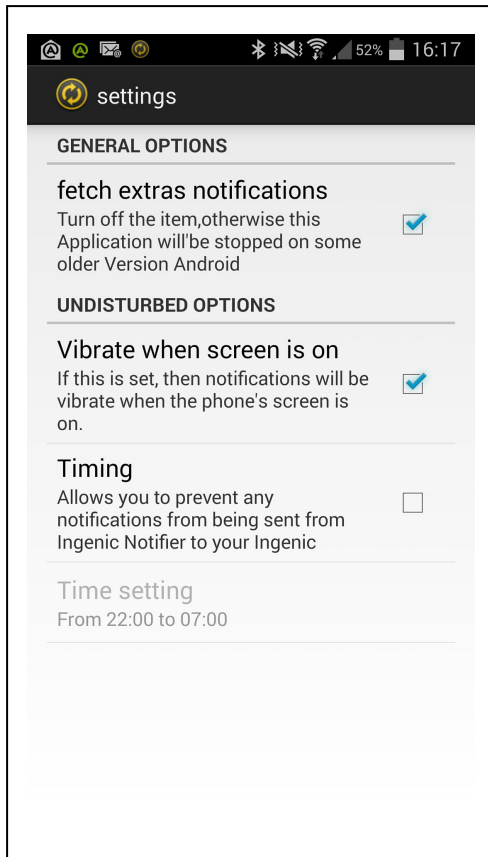 52% 16:17
settings
GENERAL OPTIONS
fetch extras notifications
Turn off the item,otherwise this
Application will'be stopped on some
older Version Android
UNDISTURBED OPTIONS
Vibrate when screen is on
If this is set, then notifications will be
vibrate when the phone's screen is
on.
Timing
Allows you to prevent any
notifications from being sent from
Ingenic Notifier to your Ingenic
Time setting
From 22:00 to 07:00